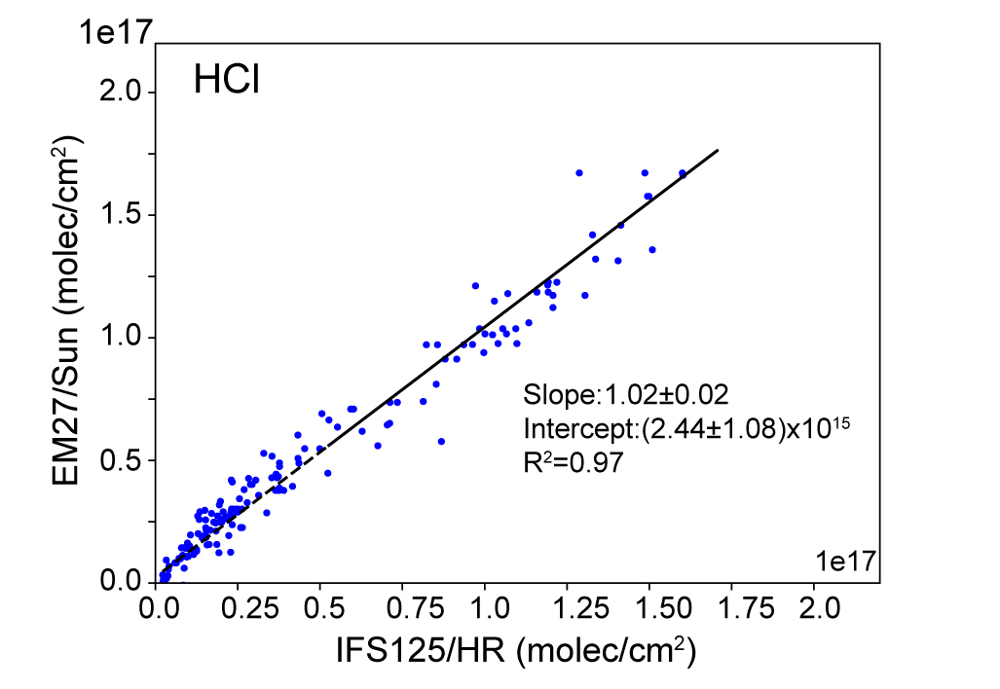 1e17
HCl
2.0
1.5
1.0
0.5
0.0
EM27/Sun (molec/cm²)
Slope:1.02±0.02
Intercept:(2.44±1.08)x10¹⁵
R²=0.97
1e17
0.0 0.25 0.5 0.75 1.0 1.25 1.50 1.75 2.0
IFS125/HR (molec/cm²)